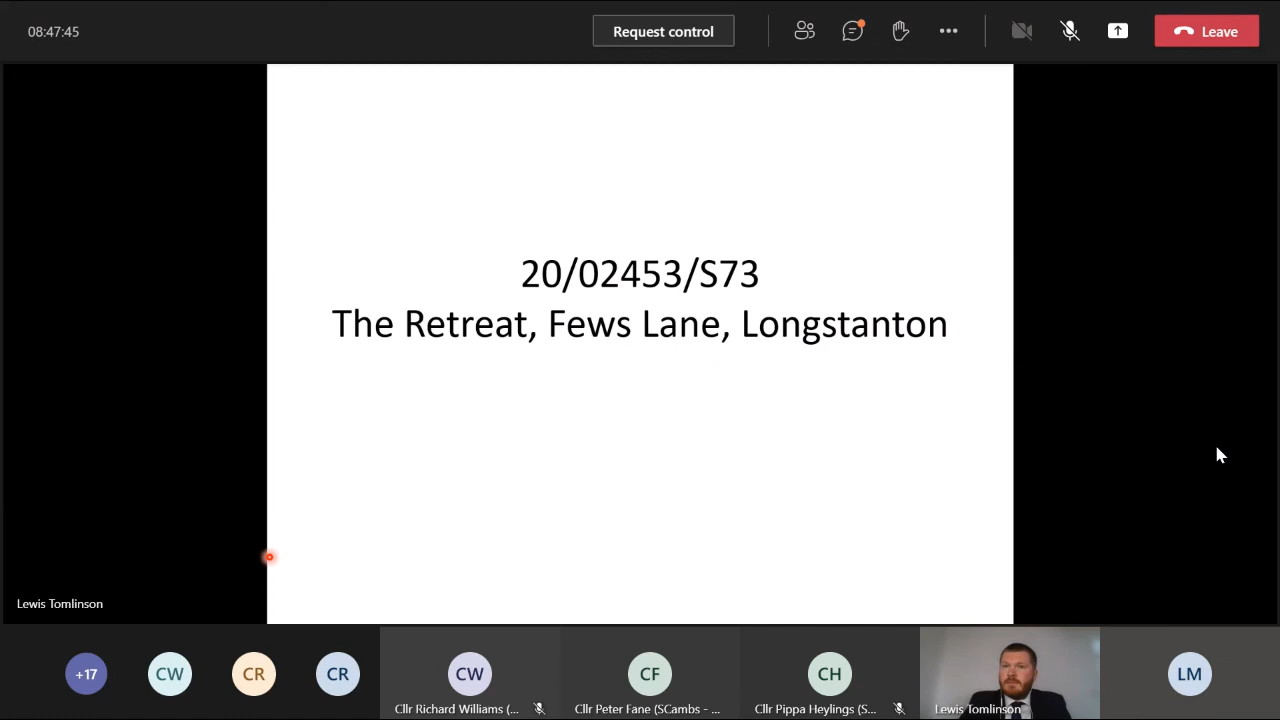 08:47:45
Request control
Leave
20/02453/S73
The Retreat, Fews Lane, Longstanton
Lewis Tomlinson
+17
CW
CR
CR
CW
CF
CH
LM
Cllr Richard Williams (...
Cllr Peter Fane (SCambs - ...
Cllr Pippa Heylings (S...
Lewis Tomlinson